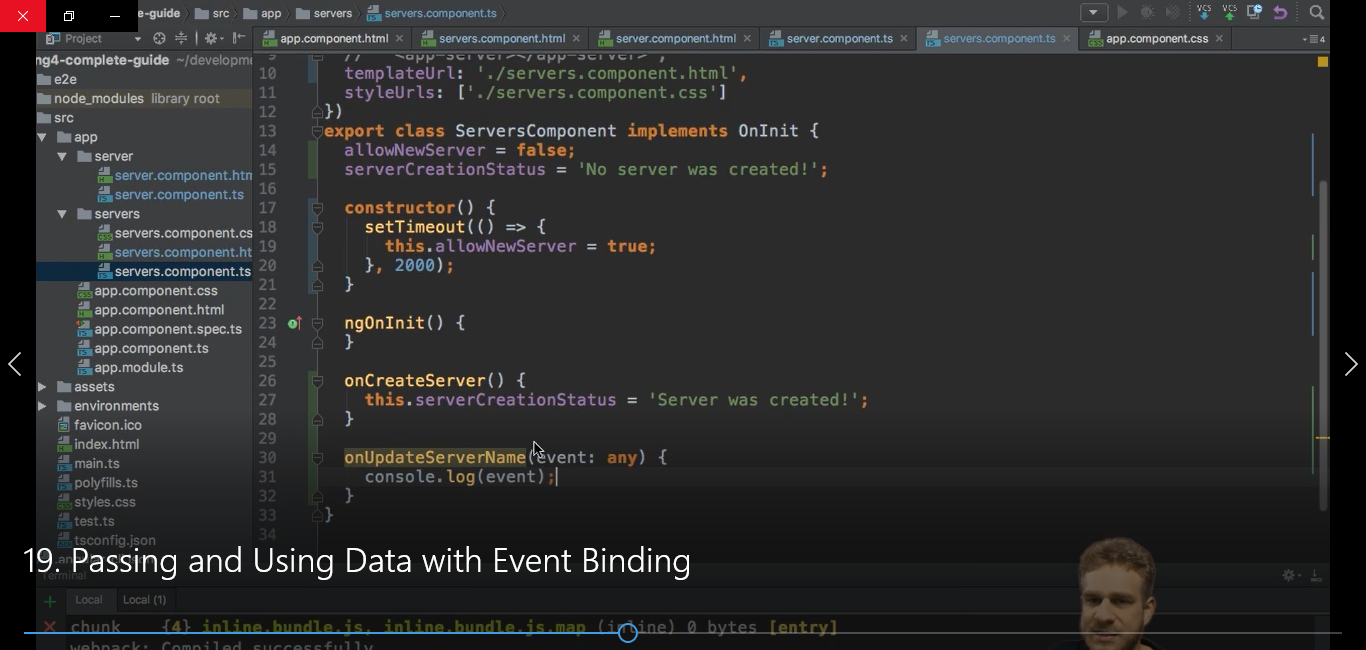 e-guide src app servers servers.component.ts
Project
app.component.html servers.component.html server.component.html server.component.ts servers.component.ts app.component.css
ng4-complete-guide ~/developme
e2e
node_modules library root
src
app
server
server.component.htm
server.component.ts
servers
servers.component.cs
servers.component.ht
servers.component.ts
app.component.css
app.component.html
app.component.spec.ts
app.component.ts
app.module.ts
assets
environments
favicon.ico
index.html
main.ts
polyfills.ts
styles.css
test.ts
tsconfig.json
9 // <app-server></app-server>`,
10 templateUrl: './servers.component.html',
11 styleUrls: ['./servers.component.css']
12 })
13 export class ServersComponent implements OnInit {
14 allowNewServer = false;
15 serverCreationStatus = 'No server was created!';
16
17 constructor() {
18 setTimeout(() => {
19 this.allowNewServer = true;
20 }, 2000);
21 }
22
23 ngOnInit() {
24 }
25
26 onCreateServer() {
27 this.serverCreationStatus = 'Server was created!';
28 }
29
30 onUpdateServerName(event: any) {
31 console.log(event);
32 }
33 }
34
19. Passing and Using Data with Event Binding
Terminal
Local Local (1)
chunk {4} inline.bundle.js, inline.bundle.js.map (inline) 0 bytes [entry]
webpack: Compiled successfully.
VCS VCS
4